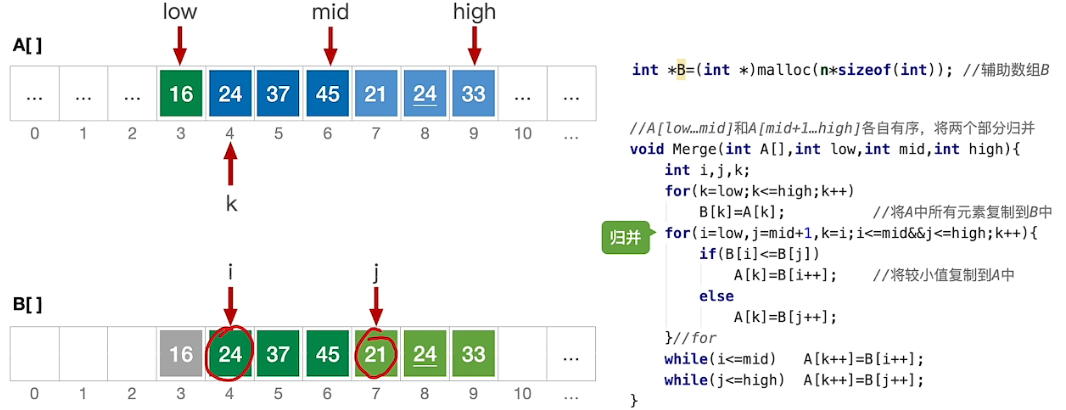 low mid high
A[ ]
... ... ... 16 24 37 45 21 24 33 ... ...
0 1 2 3 4 5 6 7 8 9 10 ...
k
i j
B[ ]
16 24 37 45 21 24 33 ...
0 1 2 3 4 5 6 7 8 9 10 ...
int *B=(int *)malloc(n*sizeof(int)); //辅助数组B
//A[low…mid]和A[mid+1…high]各自有序，将两个部分归并
void Merge(int A[],int low,int mid,int high){
int i,j,k;
for(k=low;k<=high;k++)
B[k]=A[k]; //将A中所有元素复制到B中
归并 for(i=low,j=mid+1,k=i;i<=mid&&j<=high;k++){
if(B[i]<=B[j])
A[k]=B[i++]; //将较小值复制到A中
else
A[k]=B[j++];
}//for
while(i<=mid) A[k++]=B[i++];
while(j<=high) A[k++]=B[j++];
}